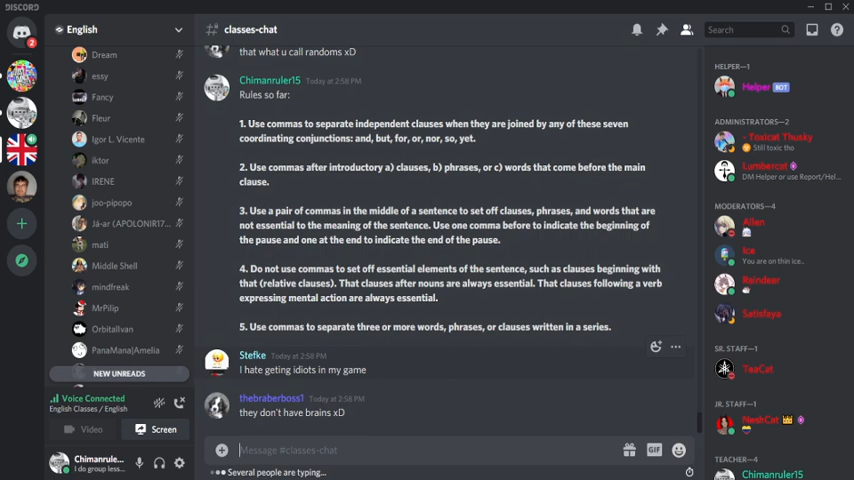 DISCORD
2
English
Dream
essy
Fancy
Fleur
Igor L. Vicente
iktor
IRENE
joo-pípopo
Já-ar (APOLONIR17...
mati
Middle Shell
mindfreak
MrPilip
OrbitalIvan
PanaMana|Amelia
NEW UNREADS
Voice Connected
English Classes / English
Video
Screen
Chimanrule...
I do group less...
classes-chat
Search
that what u call randoms xD
Chimanruler15 Today at 2:58 PM
Rules so far:
1. Use commas to separate independent clauses when they are joined by any of these seven
coordinating conjunctions: and, but, for, or, nor, so, yet.
2. Use commas after introductory a) clauses, b) phrases, or c) words that come before the main
clause.
3. Use a pair of commas in the middle of a sentence to set off clauses, phrases, and words that are
not essential to the meaning of the sentence. Use one comma before to indicate the beginning of
the pause and one at the end to indicate the end of the pause.
4. Do not use commas to set off essential elements of the sentence, such as clauses beginning with
that (relative clauses). That clauses after nouns are always essential. That clauses following a verb
expressing mental action are always essential.
5. Use commas to separate three or more words, phrases, or clauses written in a series.
Stefke Today at 2:58 PM
I hate geting idiots in my game
thebraberboss1 Today at 2:58 PM
they don't have brains xD
Message #classes-chat
GIF
Several people are typing...
HELPER—1
Helper BOT
ADMINISTRATORS—2
Toxicat Thusky
Still toxic tho
Lumbercat
DM Helper or use Report/Hel...
MODERATORS—4
Allen
Ice
You are on thin ice..
Reindeer
Satisfaya
SR. STAFF—1
TeaCat
JR. STAFF—1
NeshCat
TEACHER—4
Chimanruler15